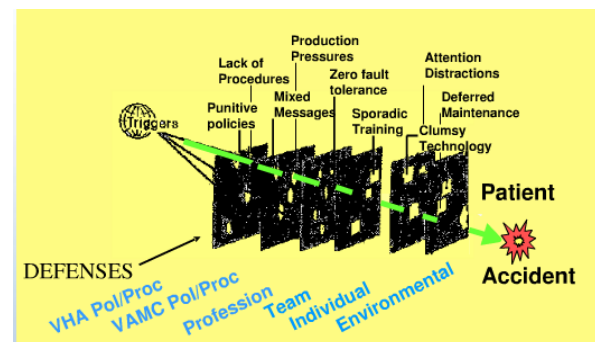 Production
Pressures
Lack of
Procedures
Attention
Distractions
Zero fault
tolerance
Punitive
policies
Mixed
Messages
Deferred
Maintenance
Sporadic
Training
Clumsy
Technology
Triggers
Patient
Accident
DEFENSES
VHA Pol/Proc
VAMC Pol/Proc
Profession
Team
Individual
Environmental